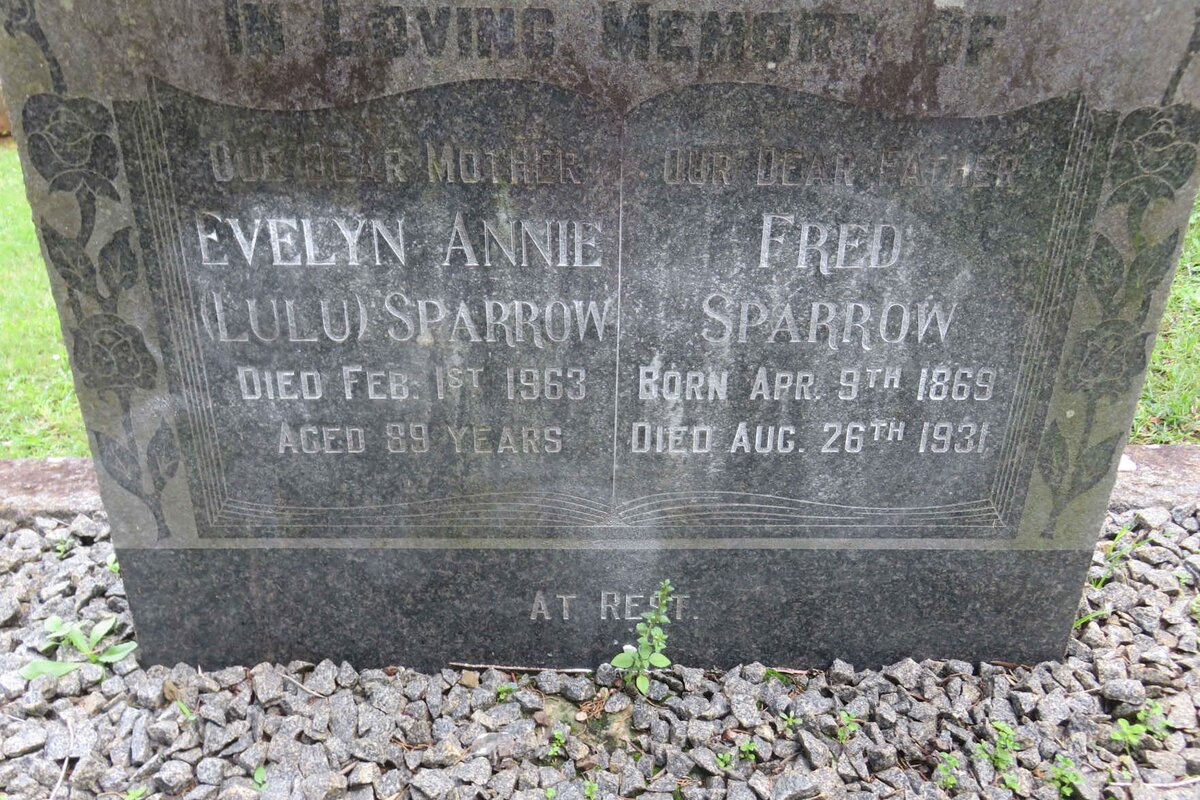 In Loving Memory of
Our Dear Mother
Evelyn Annie
(Lulu) Sparrow
Died Feb. 1st 1963
Aged 89 years
Our Dear Father
Fred
Sparrow
Born Apr. 9th 1869
Died Aug. 26th 1931.
At Rest.